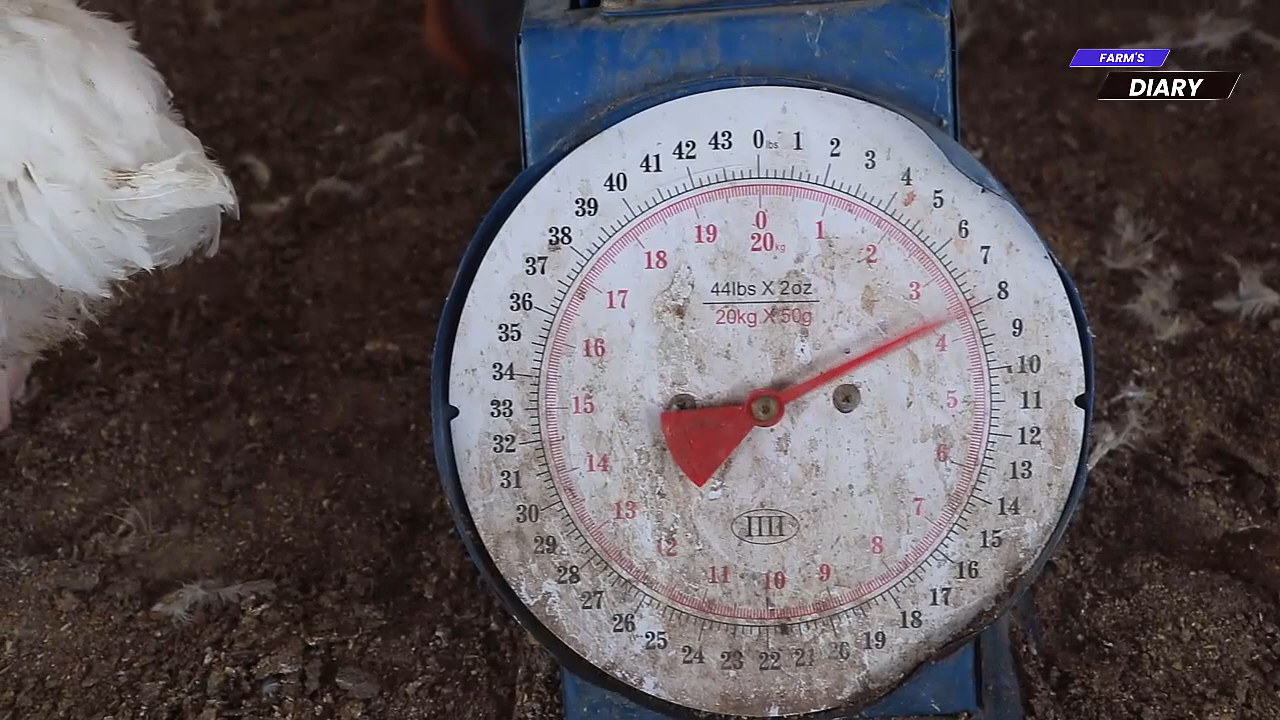 FARM'S
DIARY
0 lbs 1 2 3 4 5 6 7 8 9 10 11 12 13 14 15 16 17 18 19 20 21 22 23 24 25 26 27 28 29 30 31 32 33 34 35 36 37 38 39 40 41 42 43
0 1 2 3 4 5 6 7 8 9 10 11 12 13 14 15 16 17 18 19
20kg
44lbs X 2oz
20kg X 50g